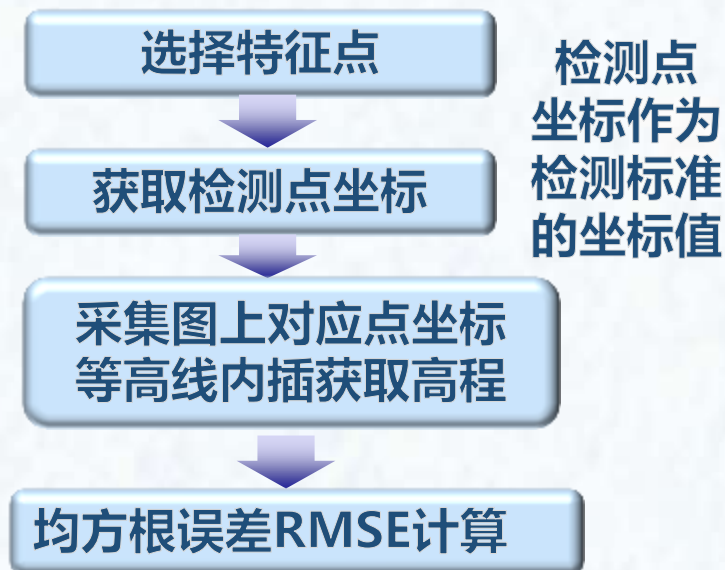 选择特征点
获取检测点坐标
采集图上对应点坐标
等高线内插获取高程
均方根误差RMSE计算
检测点
坐标作为
检测标准
的坐标值